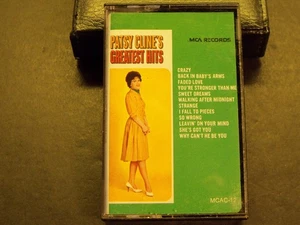 PATSY CLINE'S
GREATEST HITS
MCA RECORDS
CRAZY
BACK IN BABY'S ARMS
FADED LOVE
YOU'RE STRONGER THAN ME
SWEET DREAMS
WALKING AFTER MIDNIGHT
STRANGE
I FALL TO PIECES
SO WRONG
LEAVIN' ON YOUR MIND
SHE'S GOT YOU
WHY CAN'T HE BE YOU
MCAC-12